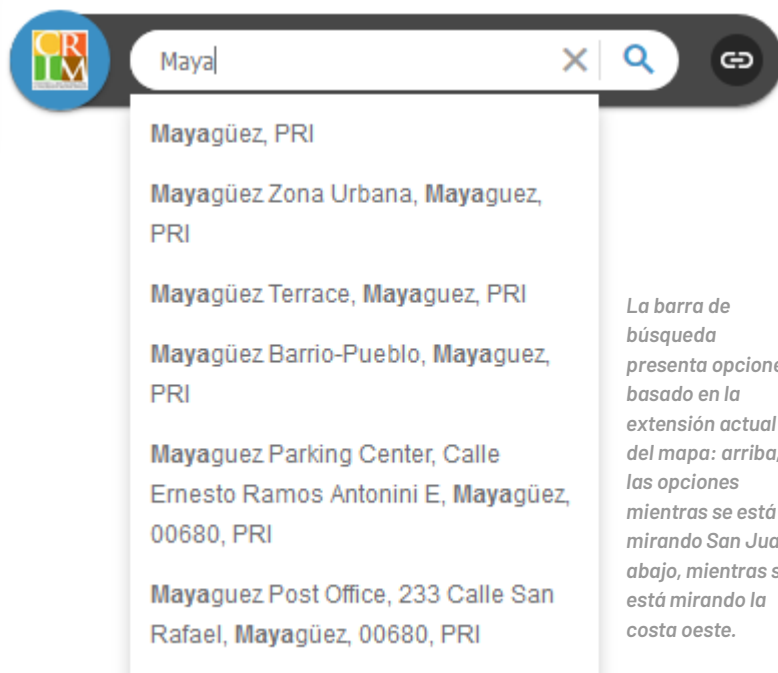 CR
IM
Maya
Mayagüez, PRI
Mayagüez Zona Urbana, Mayaguez,
PRI
Mayagüez Terrace, Mayaguez, PRI
Mayagüez Barrio-Pueblo, Mayaguez,
PRI
Mayaguez Parking Center, Calle
Ernesto Ramos Antonini E, Mayagüez,
00680, PRI
Mayaguez Post Office, 233 Calle San
Rafael, Mayagüez, 00680, PRI
La barra de
búsqueda
presenta opcione
basado en la
extensión actual
del mapa: arriba,
las opciones
mientras se está
mirando San Jua
abajo, mientras s
está mirando la
costa oeste.